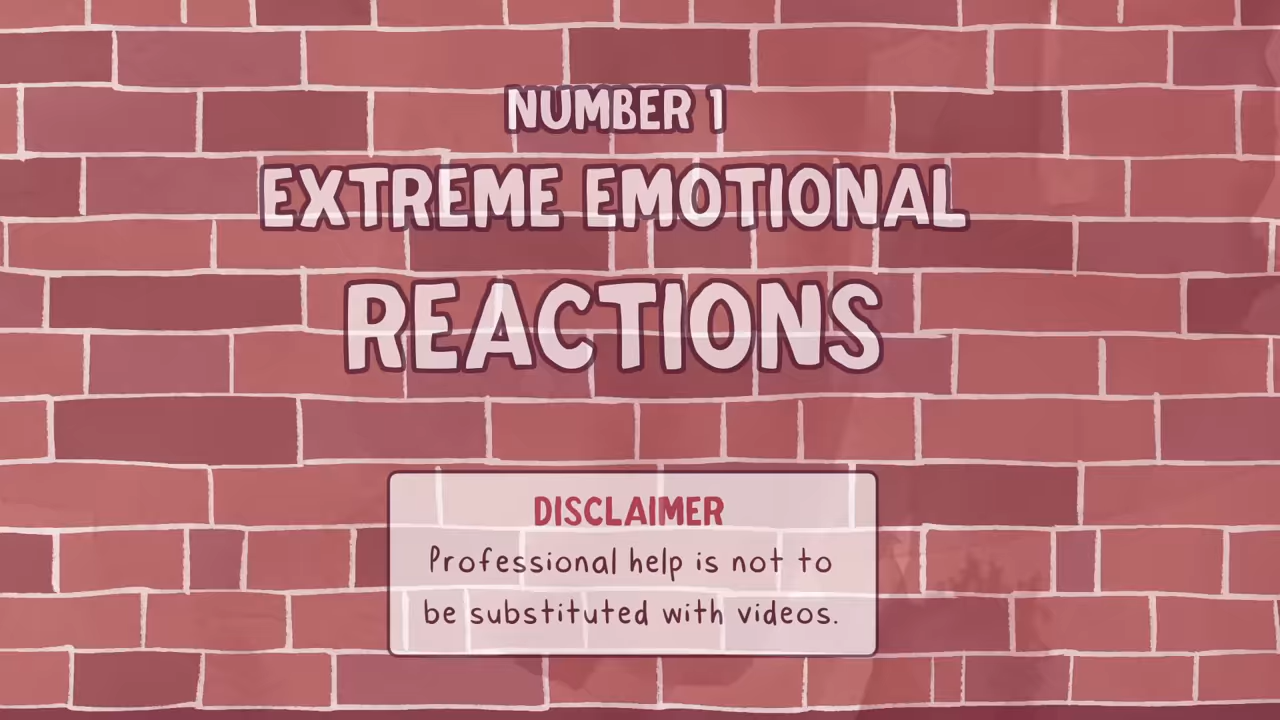 NUMBER 1
EXTREME EMOTIONAL
REACTIONS
DISCLAIMER
Professional help is not to
be substituted with videos.